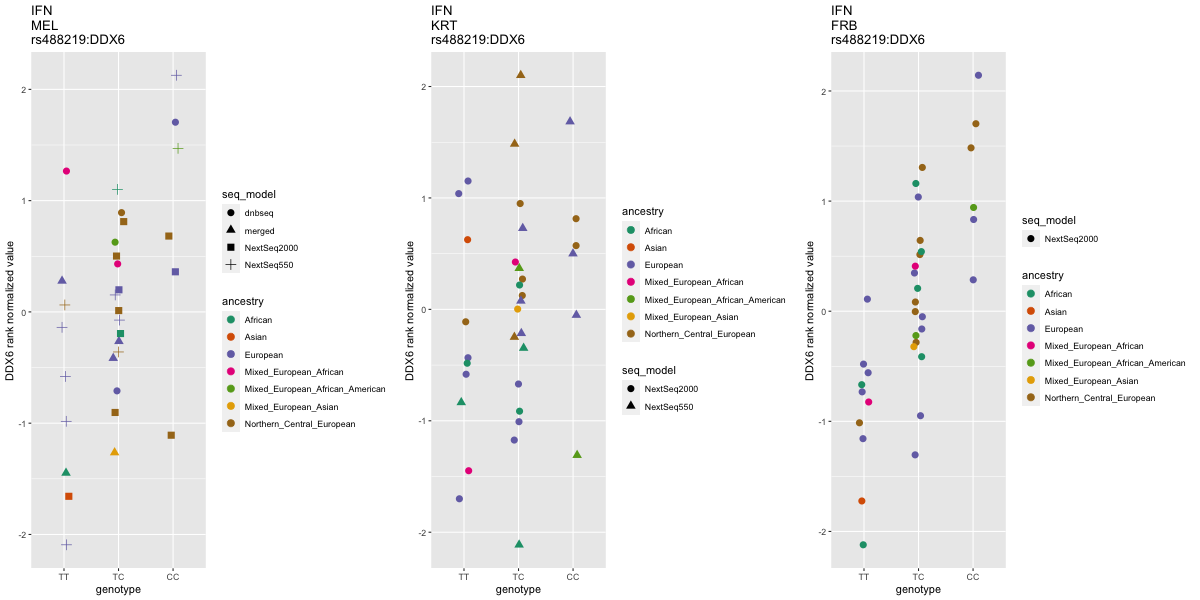 IFN
MEL
rs488219:DDX6
DDX6 rank normalized value
2
1
0
-1
-2
TT
TC
CC
genotype
seq_model
dnbseq
merged
NextSeq2000
NextSeq550
ancestry
African
Asian
European
Mixed_European_African
Mixed_European_African_American
Mixed_European_Asian
Northern_Central_European
IFN
KRT
rs488219:DDX6
DDX6 rank normalized value
2
1
0
-1
-2
TT
TC
CC
genotype
ancestry
African
Asian
European
Mixed_European_African
Mixed_European_African_American
Mixed_European_Asian
Northern_Central_European
seq_model
NextSeq2000
NextSeq550
IFN
FRB
rs488219:DDX6
DDX6 rank normalized value
2
1
0
-1
-2
TT
TC
CC
genotype
seq_model
NextSeq2000
ancestry
African
Asian
European
Mixed_European_African
Mixed_European_African_American
Mixed_European_Asian
Northern_Central_European